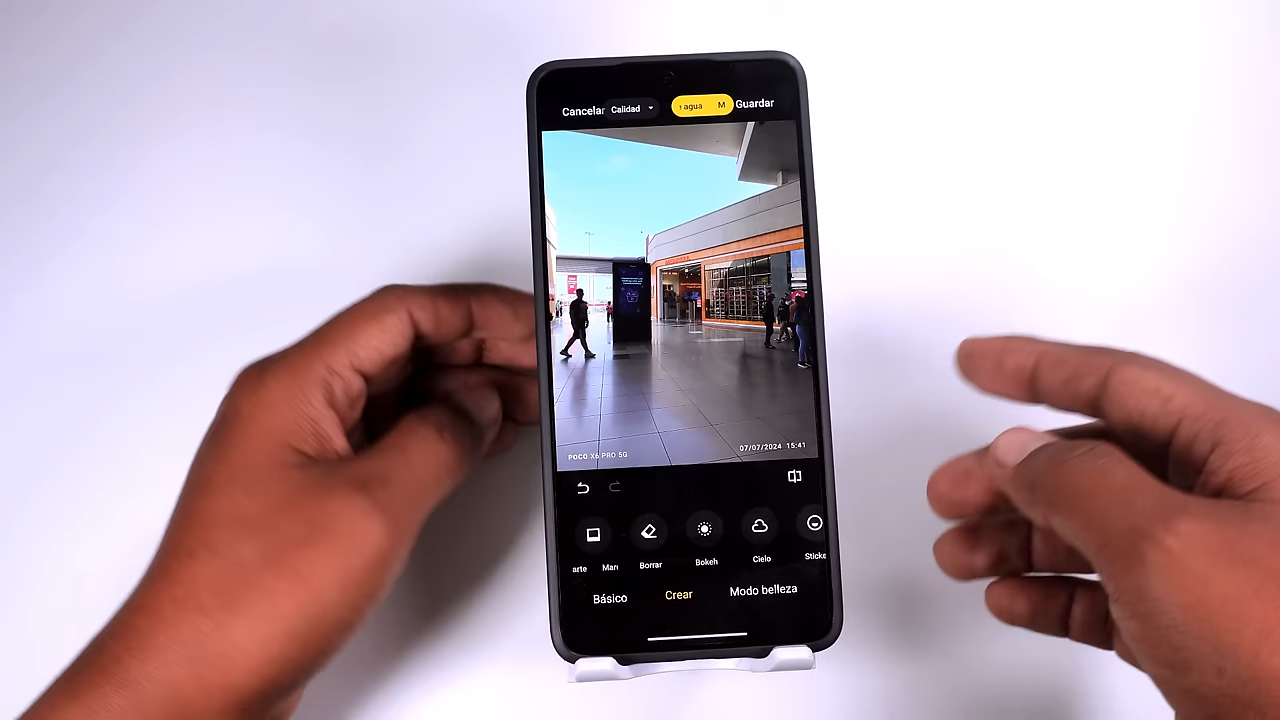 Cancelar Calidad agua M Guardar
POCO X6 PRO 5G 07/07/2024 15:41
arte Marc Borrar Bokeh Cielo Sticke
Básico Crear Modo belleza